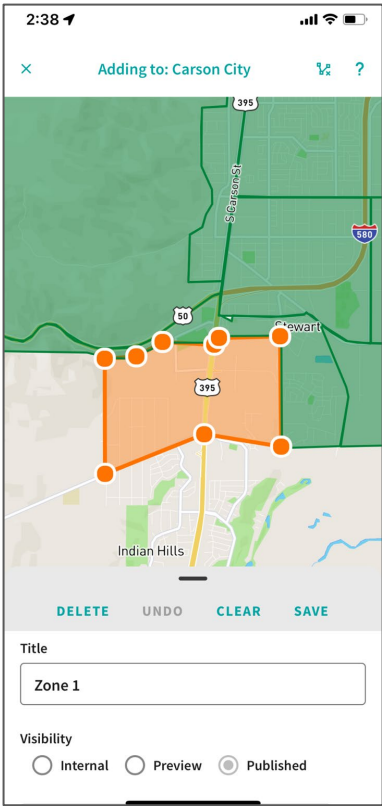 2:38
Adding to: Carson City
?
395
S Carson St
580
50
Stewart
395
Indian Hills
DELETE UNDO CLEAR SAVE
Title
Zone 1
Visibility
Internal Preview Published